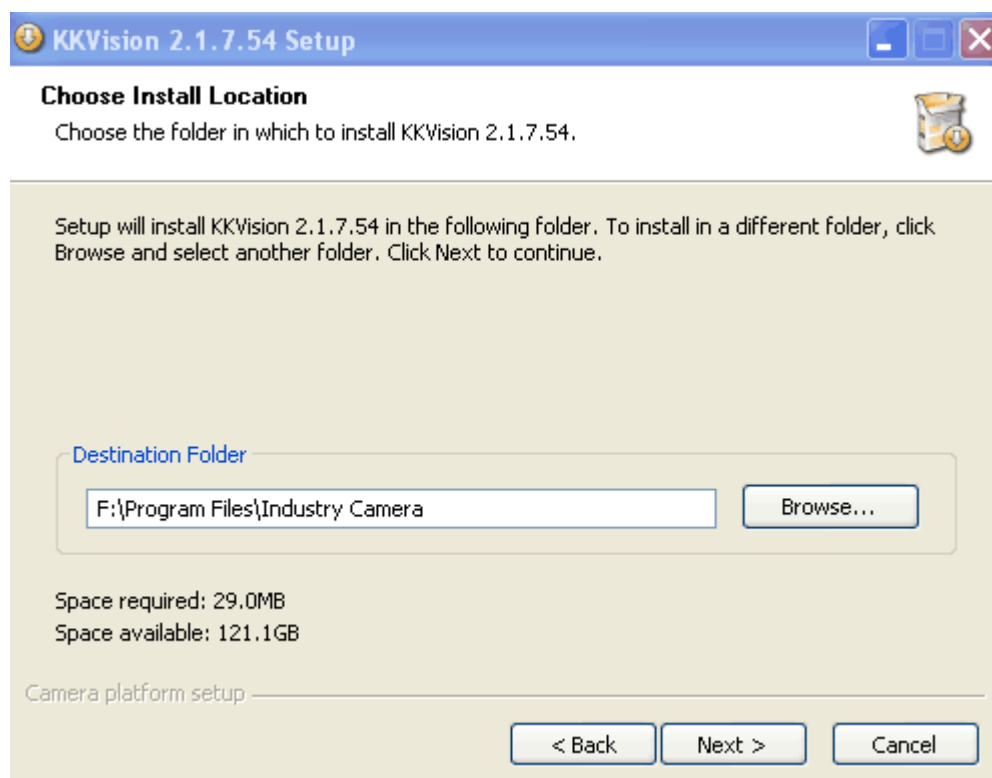 KKVision 2.1.7.54 Setup
Choose Install Location
Choose the folder in which to install KKVision 2.1.7.54.
Setup will install KKVision 2.1.7.54 in the following folder. To install in a different folder, click
Browse and select another folder. Click Next to continue.
Destination Folder
F:\Program Files\Industry Camera
Browse...
Space required: 29.0MB
Space available: 121.1GB
Camera platform setup
< Back
Next >
Cancel